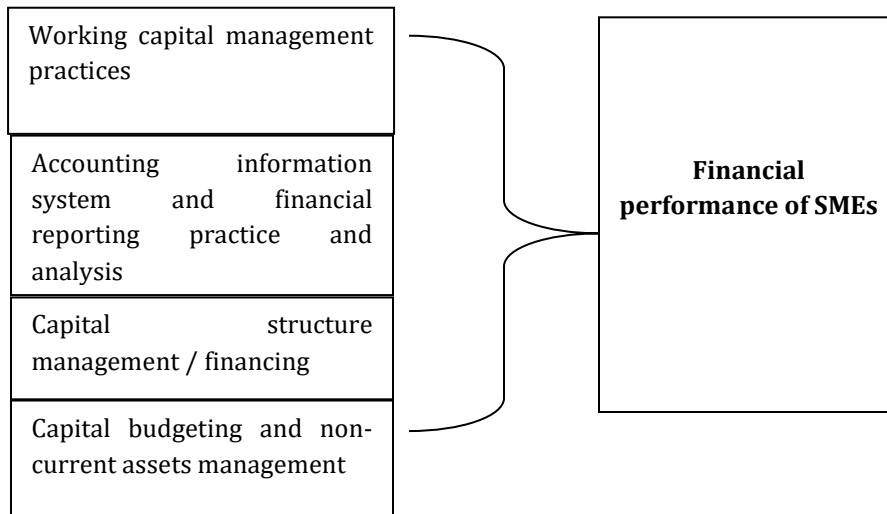 Working capital management
practices
Accounting information
system and financial
reporting practice and
analysis
Capital structure
management / financing
Capital budgeting and non-
current assets management
Financial
performance of SMEs